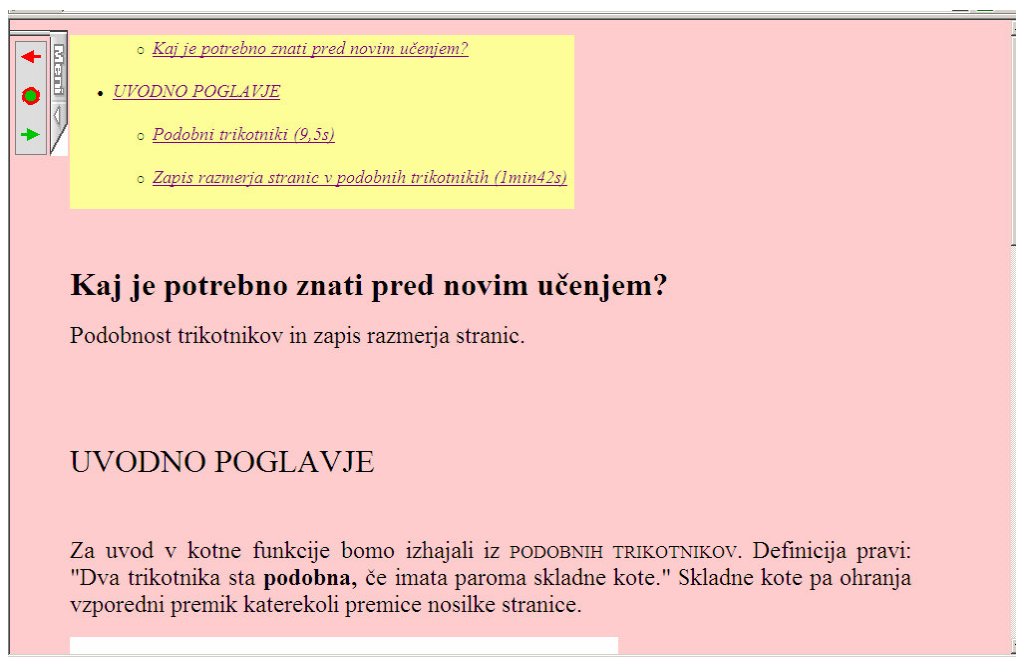 Meni
Kaj je potrebno znati pred novim učenjem?
UVODNO POGLAVJE
Podobni trikotniki (9,5s)
Zapis razmerja stranic v podobnih trikotnikih (1min42s)
Kaj je potrebno znati pred novim učenjem?
Podobnost trikotnikov in zapis razmerja stranic.
UVODNO POGLAVJE
Za uvod v kotne funkcije bomo izhajali iz PODOBNIH TRIKOTNIKOV. Definicija pravi:
"Dva trikotnika sta podobna, če imata paroma skladne kote." Skladne kote pa ohranja
vzporedni premik katerekoli premice nosilke stranice.